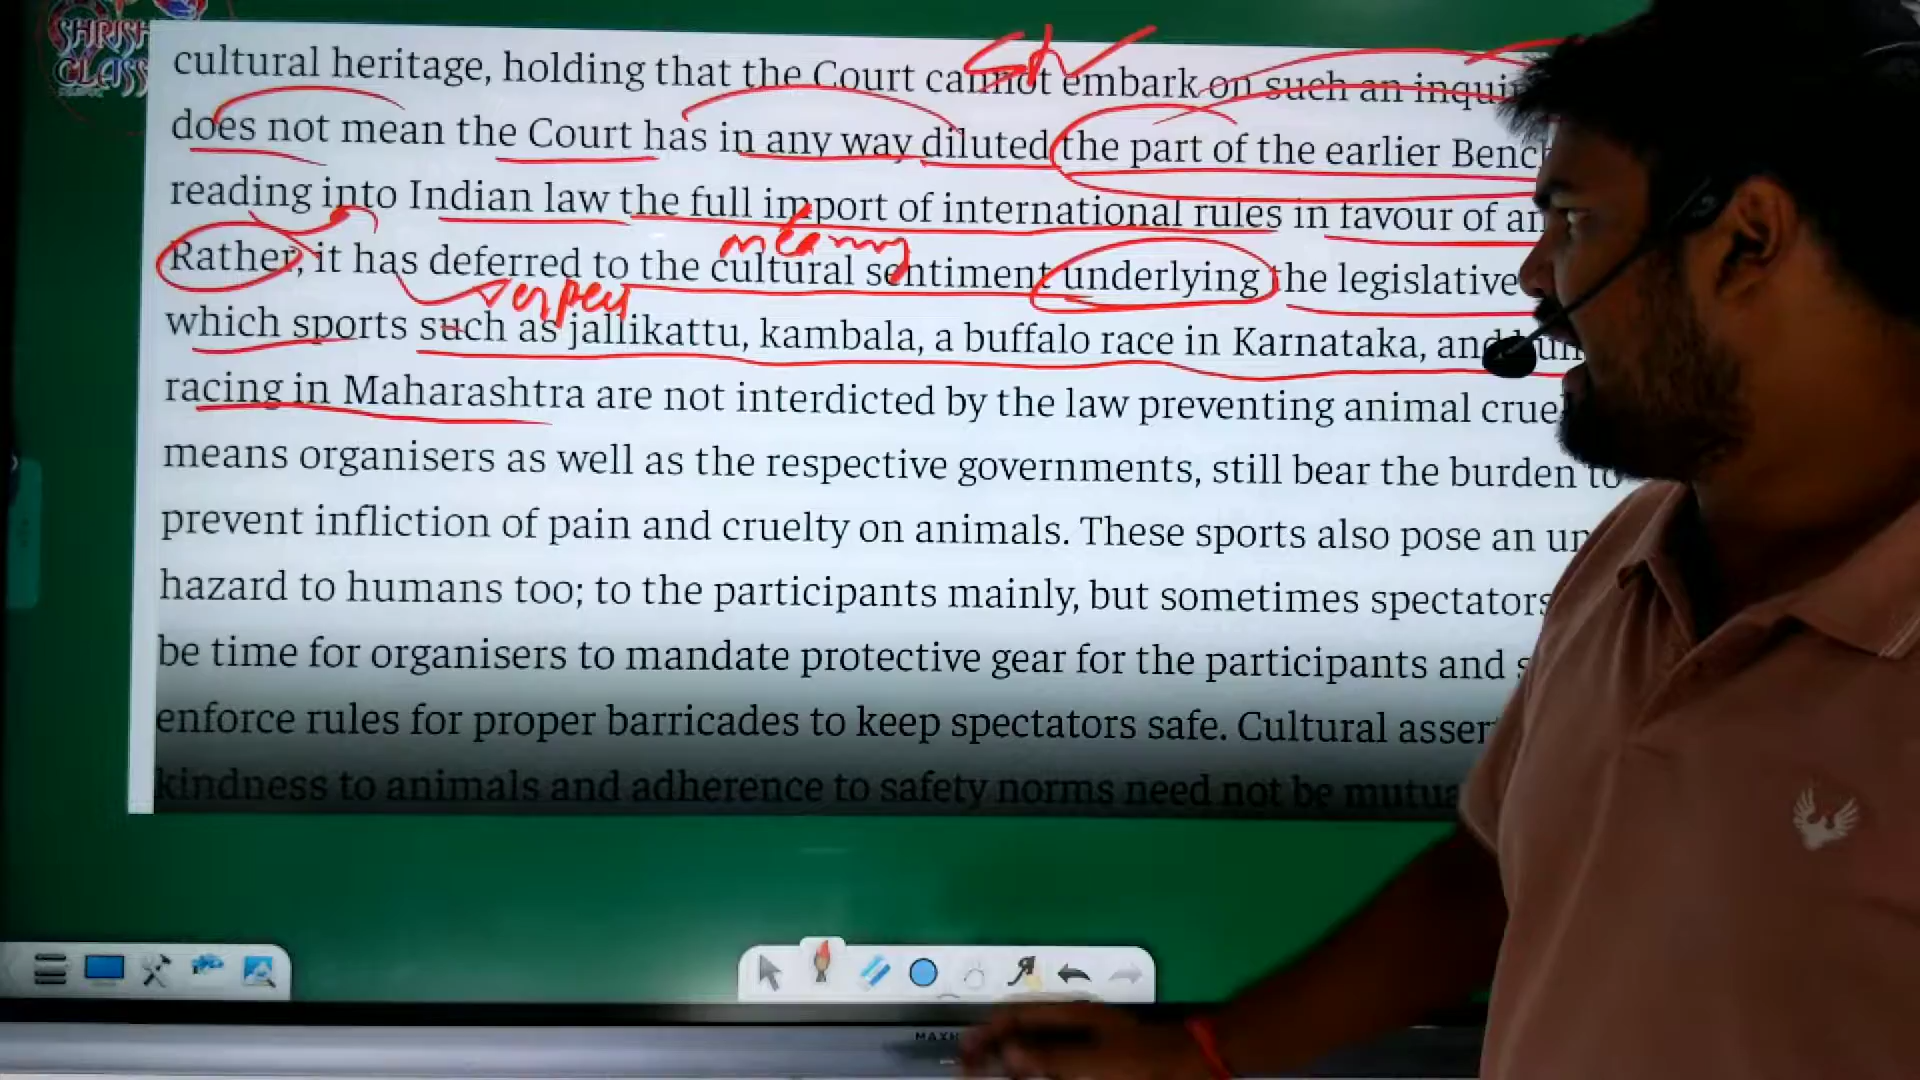 SHRISH
CLASS
SPV
cultural heritage, holding that the Court cannot embark on such an inqui
does not mean the Court has in any way diluted the part of the earlier Benc
reading into Indian law the full import of international rules in favour of an
meaning
Rather, it has deferred to the cultural sentiment underlying the legislative
respect
which sports such as jallikattu, kambala, a buffalo race in Karnataka, and
racing in Maharashtra are not interdicted by the law preventing animal crue
means organisers as well as the respective governments, still bear the burden to
prevent infliction of pain and cruelty on animals. These sports also pose an un
hazard to humans too; to the participants mainly, but sometimes spectators
be time for organisers to mandate protective gear for the participants and s
enforce rules for proper barricades to keep spectators safe. Cultural asser
kindness to animals and adherence to safety norms need not be mutua